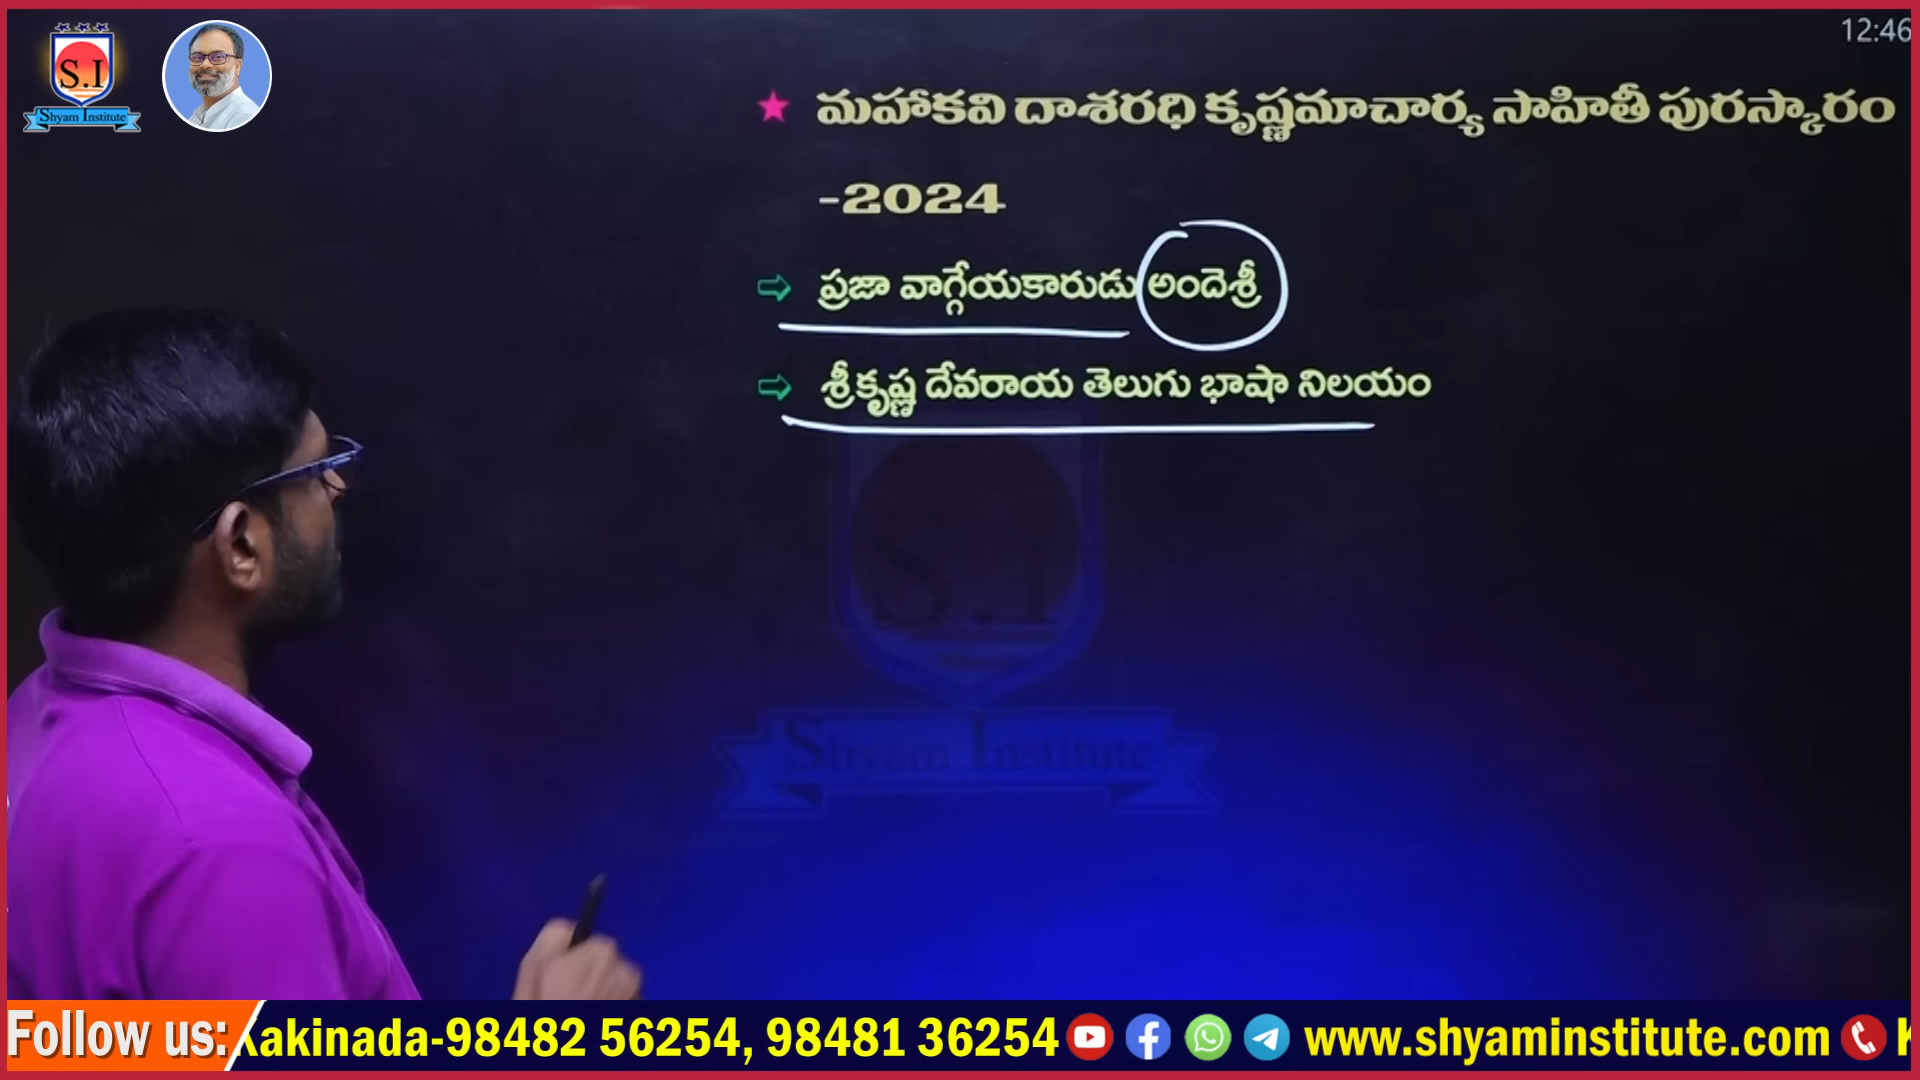 12:46
S.I
Shyam Institute
మహాకవి దాశరధి కృష్ణమాచార్య సాహితీ పురస్కారం
-2024
ప్రజా వాగ్గేయకారుడు అందెశ్రీ
శ్రీకృష్ణ దేవరాయ తెలుగు భాషా నిలయం
S.I
Shyam Institute
Follow us: Kakinada-98482 56254, 98481 36254 www.shyaminstitute.com